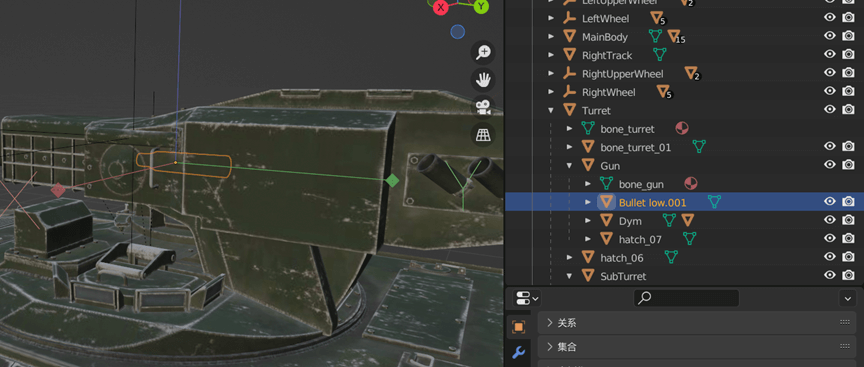 X
Y
LeftUpperWheel
2
LeftWheel
5
MainBody
15
RightTrack
RightUpperWheel
2
RightWheel
5
Turret
bone_turret
bone_turret_01
Gun
bone_gun
Bullet low.001
Dym
hatch_07
hatch_06
SubTurret
关系
集合